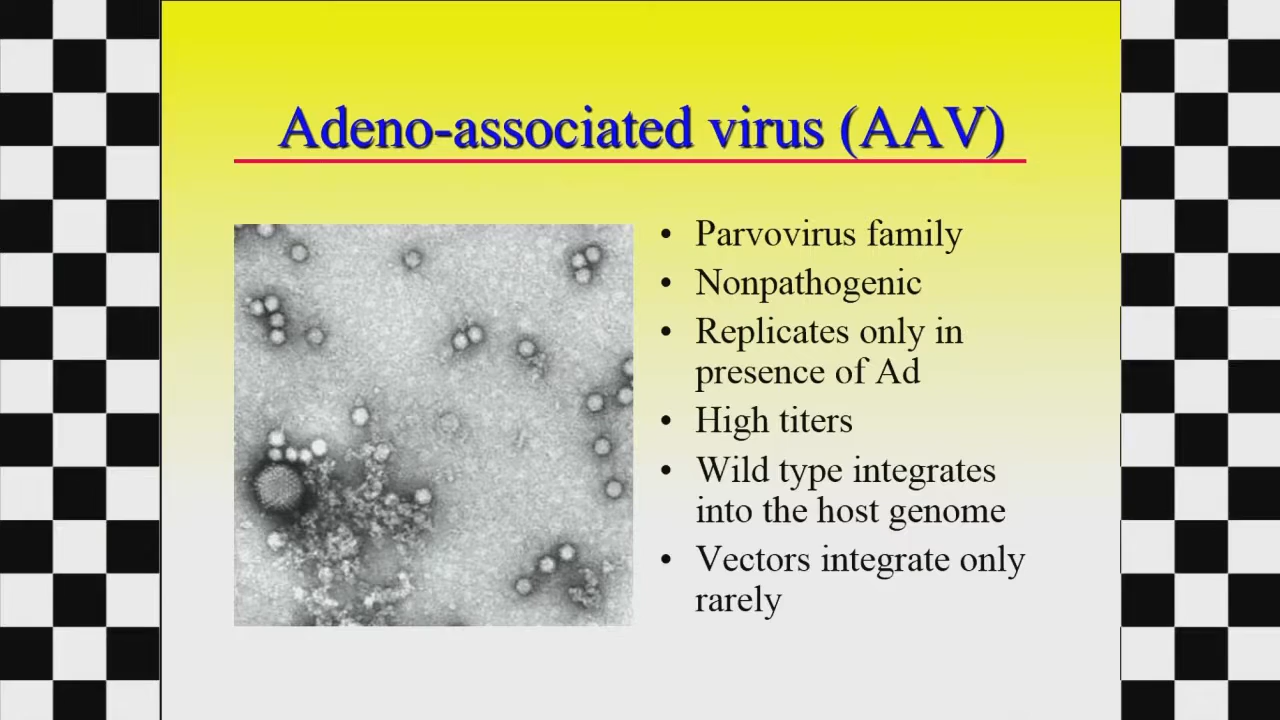 Adeno-associated virus (AAV)
• Parvovirus family
• Nonpathogenic
• Replicates only in
presence of Ad
• High titers
• Wild type integrates
into the host genome
• Vectors integrate only
rarely